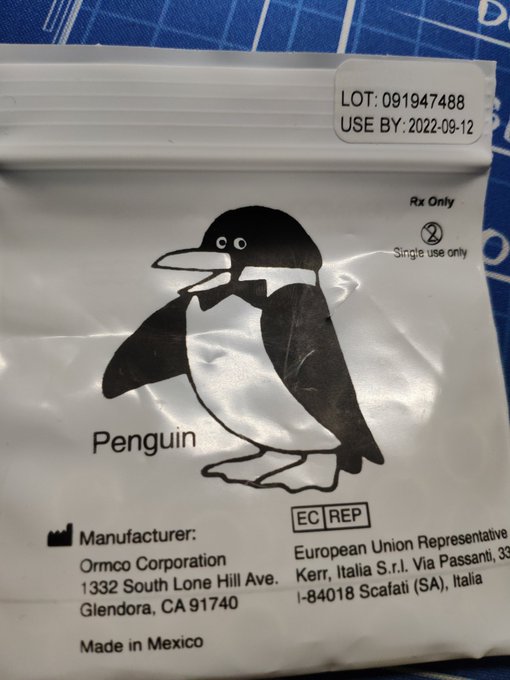 LOT: 091947488
USE BY: 2022-09-12
Rx Only
2
Single use only
Penguin
EC REP
Manufacturer:
Ormco Corporation
1332 South Lone Hill Ave.
Glendora, CA 91740
Made in Mexico
European Union Representative
Kerr, Italia S.r.l. Via Passanti, 33
I-84018 Scafati (SA), Italia